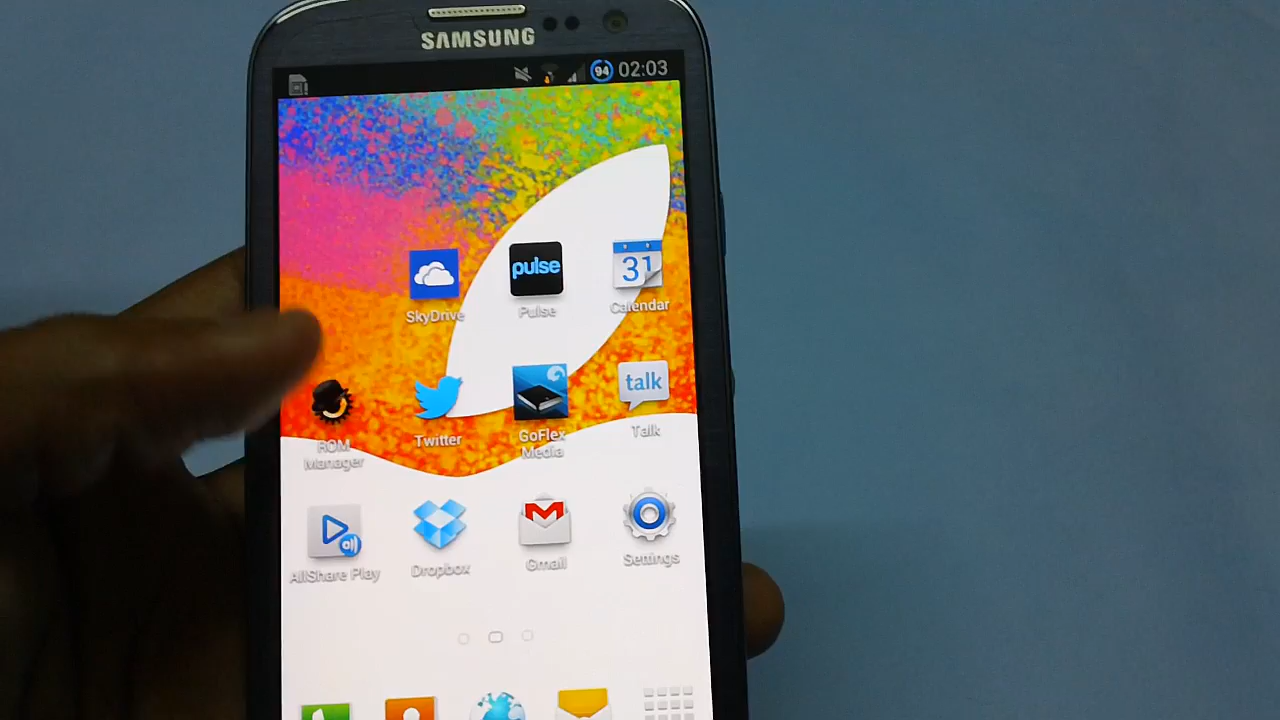 SAMSUNG
94 02:03
pulse
31
SkyDrive
Pulse
Calendar
talk
ROM
Manager
Twitter
GoFlex
Media
Talk
AllShare Play
Dropbox
Gmail
Settings